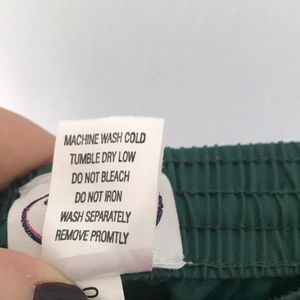 MACHINE WASH COLD
TUMBLE DRY LOW
DO NOT BLEACH
DO NOT IRON
WASH SEPARATELY
REMOVE PROMTLY